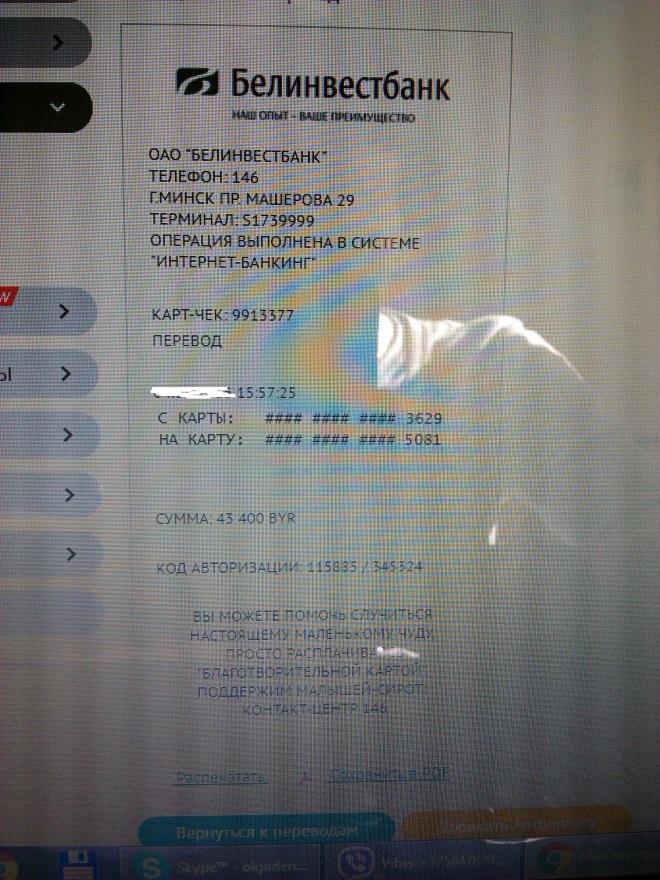 Белинвестбанк
НАШ ОПЫТ – ВАШЕ ПРЕИМУЩЕСТВО
ОАО "БЕЛИНВЕСТБАНК"
ТЕЛЕФОН: 146
Г.МИНСК ПР. МАШЕРОВА 29
ТЕРМИНАЛ: S1739999
ОПЕРАЦИЯ ВЫПОЛНЕНА В СИСТЕМЕ
"ИНТЕРНЕТ-БАНКИНГ"
КАРТ-ЧЕК: 9913377
ПЕРЕВОД
15:57:25
С КАРТЫ: #### #### #### 3629
НА КАРТУ: #### #### #### 5081
СУММА: 43 400 BYR
КОД АВТОРИЗАЦИИ: 115885 / 345324
ВЫ МОЖЕТЕ ПОМОЧЬ СЛУЧИТЬСЯ
НАСТОЯЩЕМУ МАЛЕНЬКОМУ ЧУДУ,
ПРОСТО
"БЛАГОТВОРИТЕЛЬНОЙ КАРТОЙ"
ПОДДЕРЖИМ МАЛЫШЕЙ-СИРОТ!
КОНТАКТ-ЦЕНТР 146
Распечатать
Сохранить в PDF
Вернуться к переводам
Skype™ - olgaden...
Viber